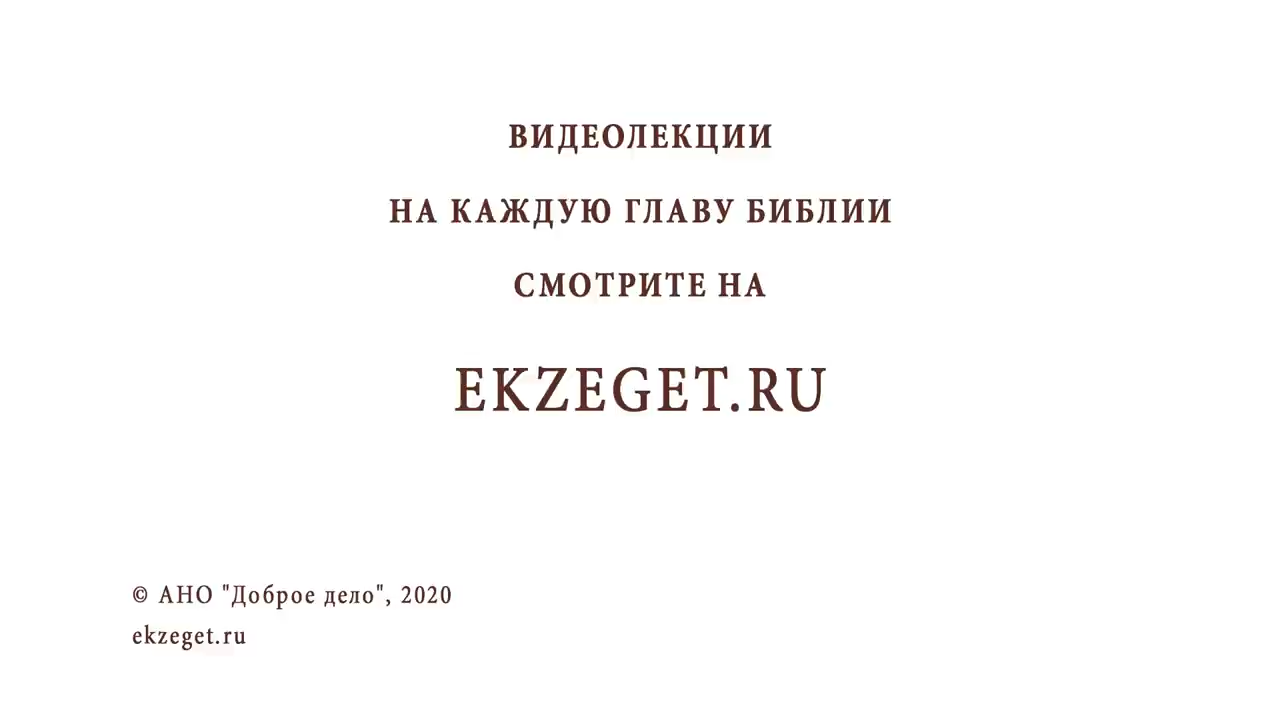 ВИДЕОЛЕКЦИИ
НА КАЖДУЮ ГЛАВУ БИБЛИИ
СМОТРИТЕ НА
EKZEGET.RU
© АНО "Доброе дело", 2020
ekzeget.ru